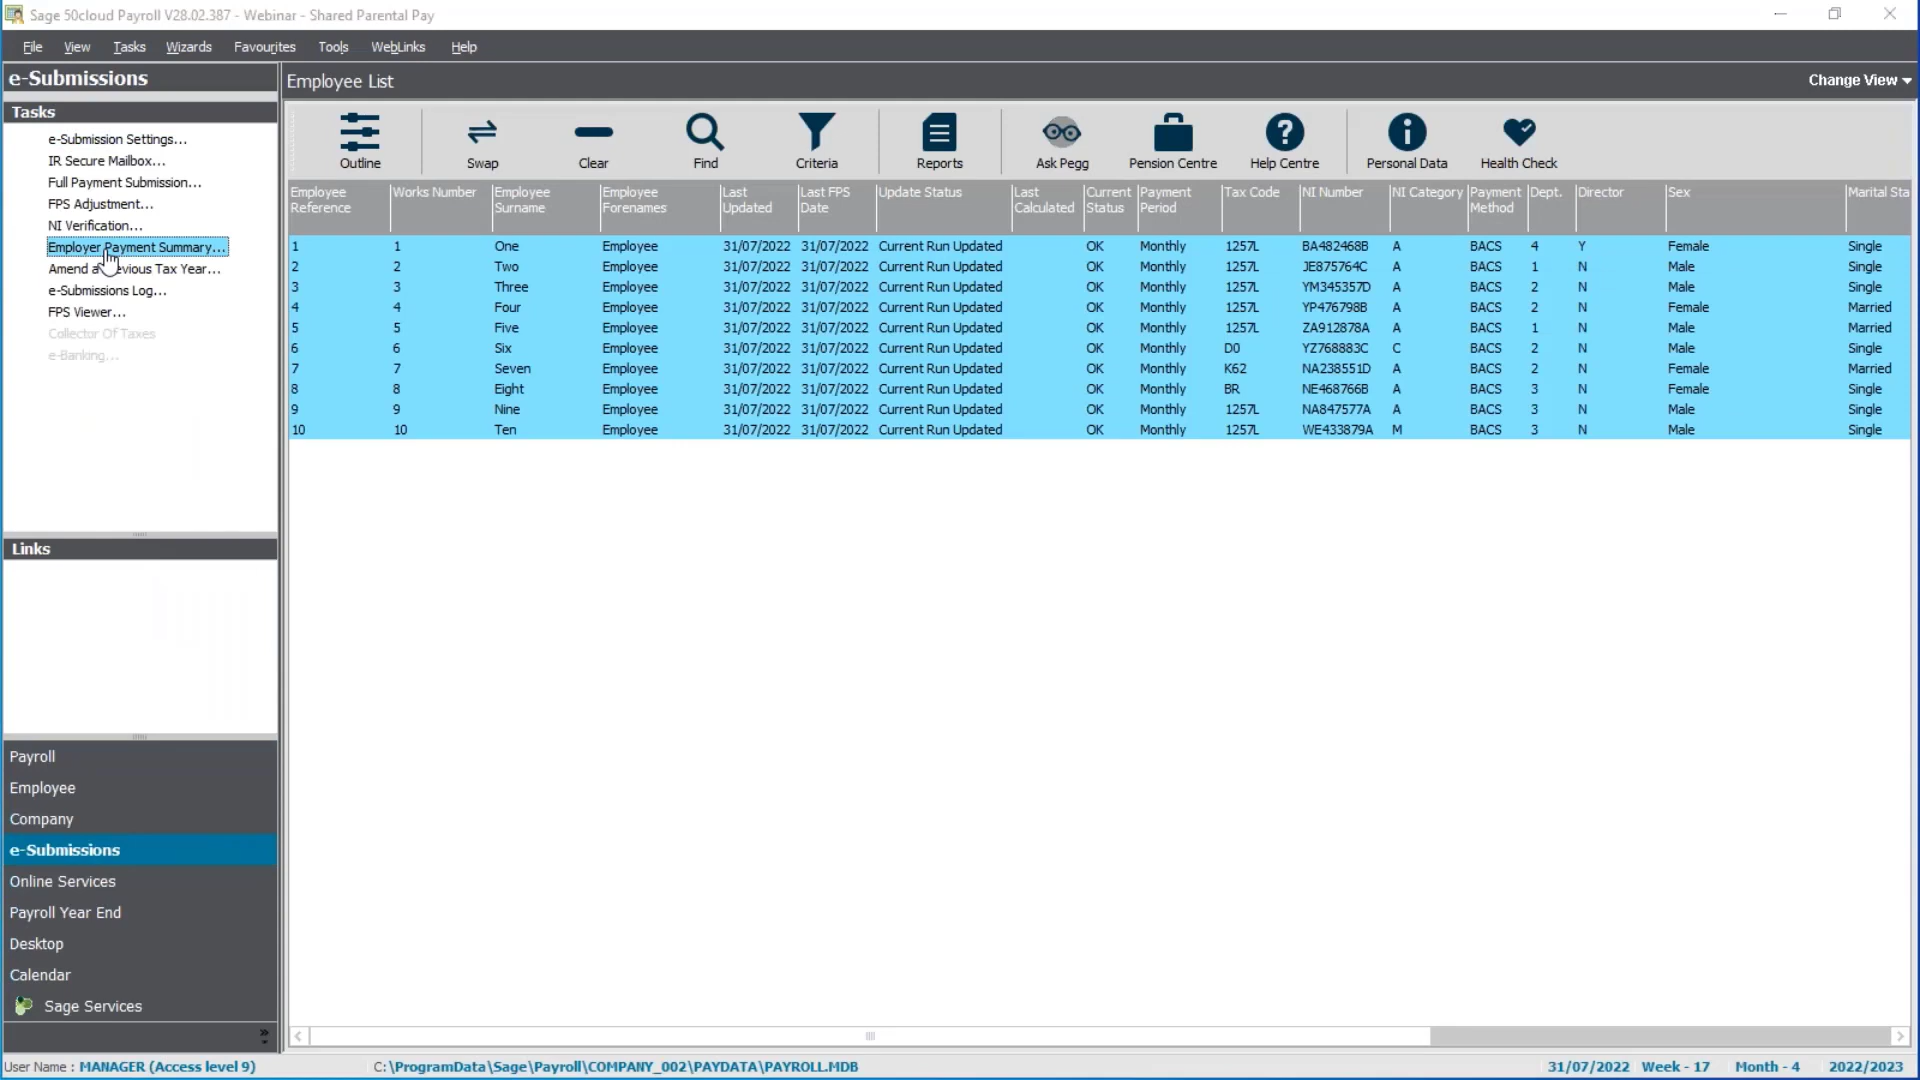 Sage 50cloud Payroll V28.02.387 - Webinar - Shared Parental Pay
File View Tasks Wizards Favourites Tools WebLinks Help
e-Submissions
Employee List
Change View
Tasks
e-Submission Settings...
IR Secure Mailbox...
Full Payment Submission...
FPS Adjustment...
NI Verification...
Employer Payment Summary...
Amend a Previous Tax Year...
e-Submissions Log...
FPS Viewer...
Collector Of Taxes
e-Banking...
Links
Payroll
Employee
Company
e-Submissions
Online Services
Payroll Year End
Desktop
Calendar
Sage Services
Outline Swap Clear Find Criteria Reports Ask Pegg Pension Centre Help Centre Personal Data Health Check
Employee Reference Works Number Employee Surname Employee Forenames Last Updated Last FPS Date Update Status Last Calculated Current Status Payment Period Tax Code NI Number NI Category Payment Method Dept. Director Sex Marital Sta
1 1 One Employee 31/07/2022 31/07/2022 Current Run Updated OK Monthly 1257L BA482468B A BACS 4 Y Female Single
2 2 Two Employee 31/07/2022 31/07/2022 Current Run Updated OK Monthly 1257L JE875764C A BACS 1 N Male Single
3 3 Three Employee 31/07/2022 31/07/2022 Current Run Updated OK Monthly 1257L YM345357D A BACS 2 N Male Single
4 4 Four Employee 31/07/2022 31/07/2022 Current Run Updated OK Monthly 1257L YP476798B A BACS 2 N Female Married
5 5 Five Employee 31/07/2022 31/07/2022 Current Run Updated OK Monthly 1257L ZA912878A A BACS 1 N Male Married
6 6 Six Employee 31/07/2022 31/07/2022 Current Run Updated OK Monthly D0 YZ768883C C BACS 2 N Male Single
7 7 Seven Employee 31/07/2022 31/07/2022 Current Run Updated OK Monthly K62 NA238551D A BACS 2 N Female Married
8 8 Eight Employee 31/07/2022 31/07/2022 Current Run Updated OK Monthly BR NE468766B A BACS 3 N Female Single
9 9 Nine Employee 31/07/2022 31/07/2022 Current Run Updated OK Monthly 1257L NA847577A A BACS 3 N Male Single
10 10 Ten Employee 31/07/2022 31/07/2022 Current Run Updated OK Monthly 1257L WE433879A M BACS 3 N Male Single
User Name : MANAGER (Access level 9) C:\ProgramData\Sage\Payroll\COMPANY_002\PAYDATA\PAYROLL.MDB 31/07/2022 Week - 17 Month - 4 2022/2023